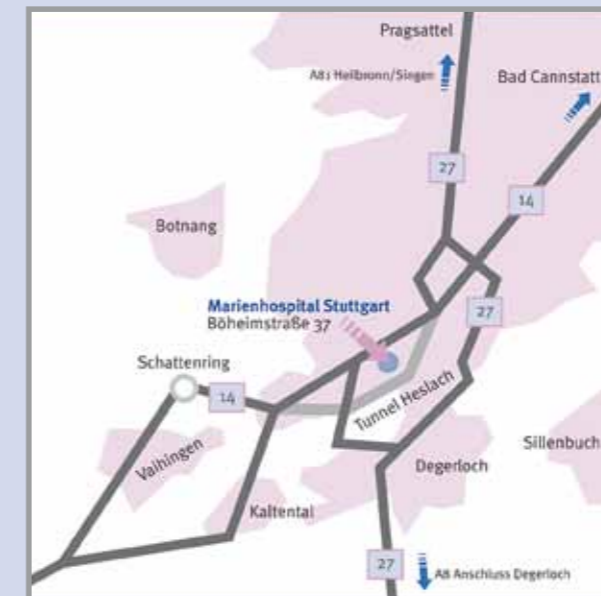 Pragsattel
A81 Heilbronn/Singen
Bad Cannstatt
27
14
Botnang
Marienhospital Stuttgart
Böheimstraße 37
27
Schattenring
14
Tunnel Heslach
Vaihingen
Sillenbuch
Degerloch
Kaltental
27
A8 Anschluss Degerloch